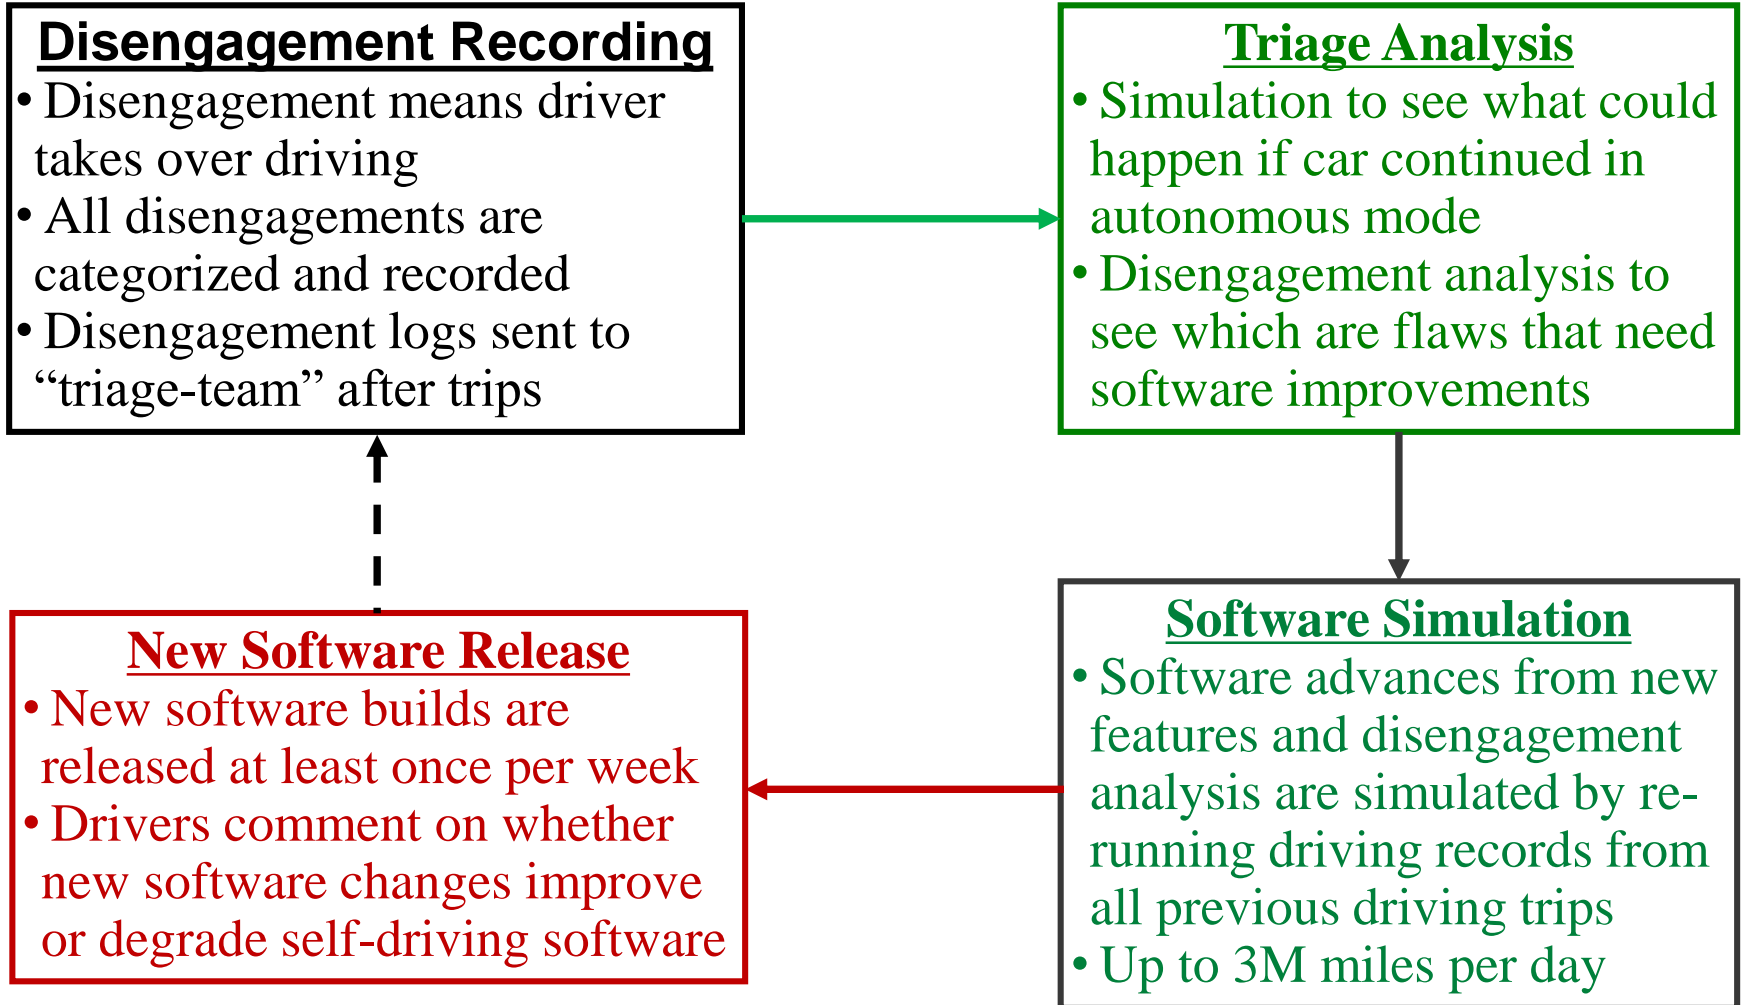 Disengagement Recording
• Disengagement means driver
takes over driving
• All disengagements are
categorized and recorded
• Disengagement logs sent to
“triage-team” after trips
Triage Analysis
• Simulation to see what could
happen if car continued in
autonomous mode
• Disengagement analysis to
see which are flaws that need
software improvements
Software Simulation
• Software advances from new
features and disengagement
analysis are simulated by re-
running driving records from
all previous driving trips
• Up to 3M miles per day
New Software Release
• New software builds are
released at least once per week
• Drivers comment on whether
new software changes improve
or degrade self-driving software